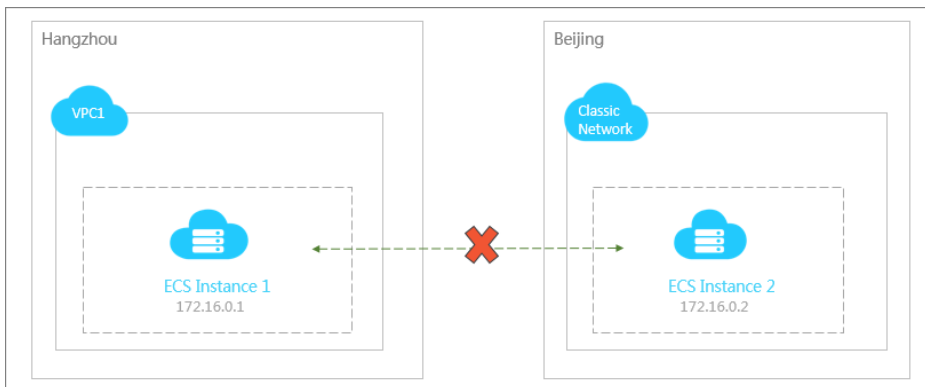 Hangzhou
Beijing
VPC1
Classic
Network
ECS Instance 1
172.16.0.1
ECS Instance 2
172.16.0.2